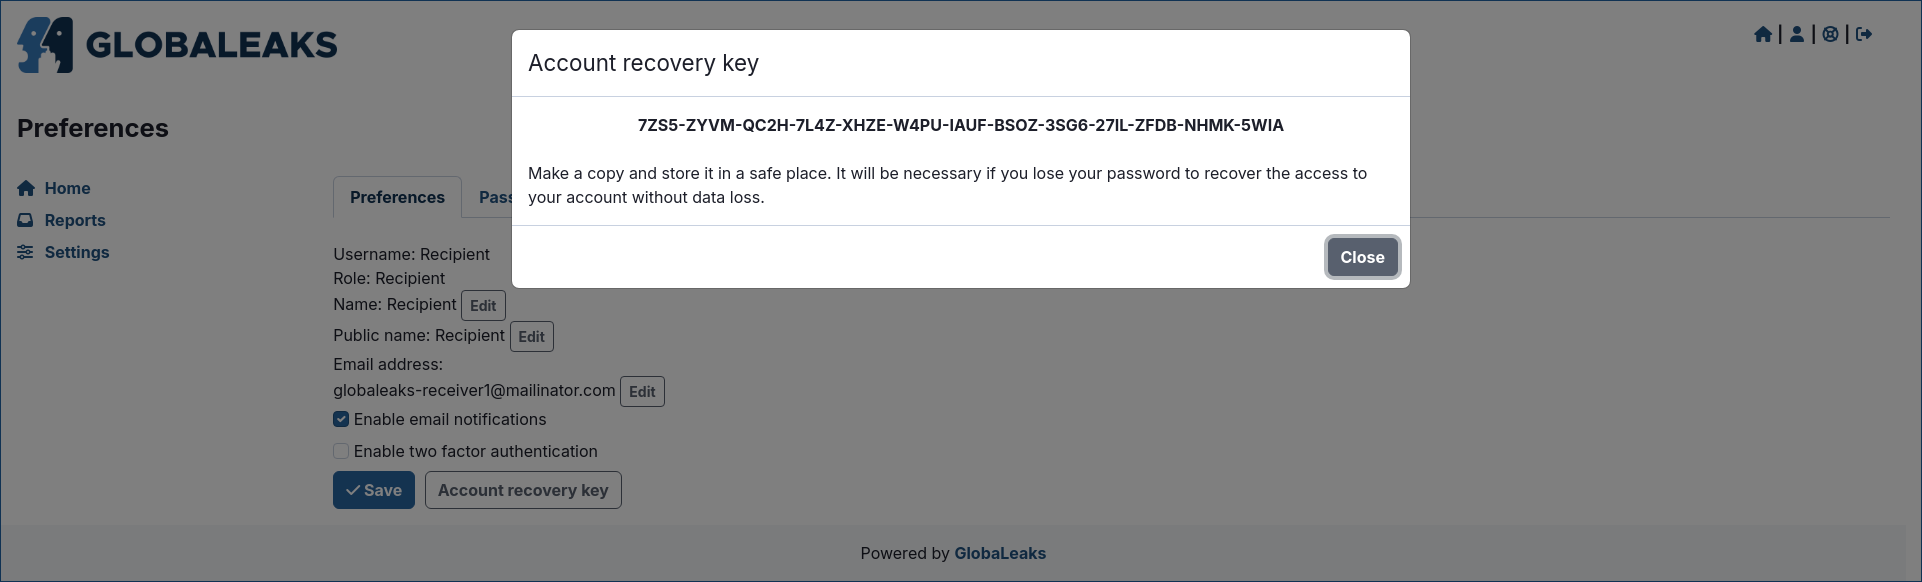 GLOBALEAKS
Account recovery key
7ZS5-ZYVM-QC2H-7L4Z-XHZE-W4PU-IAUF-BSOZ-3SG6-27IL-ZFDB-NHMK-5WIA
Make a copy and store it in a safe place. It will be necessary if you lose your password to recover the access to
your account without data loss.
Close
Preferences
Home
Reports
Settings
Preferences
Pass
Username: Recipient
Role: Recipient
Name: Recipient Edit
Public name: Recipient Edit
Email address:
globaleaks-receiver1@mailinator.com Edit
Enable email notifications
Enable two factor authentication
Save Account recovery key
Powered by GlobaLeaks